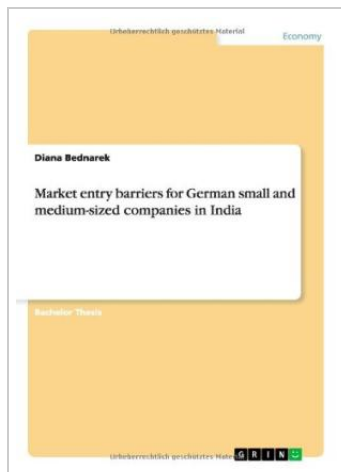 Urheberrechtlich geschütztes Material
Economy
Diana Bednarek
Market entry barriers for German small and
medium-sized companies in India
Bachelor Thesis
Urheberrechtlich geschütztes Material
GRIN